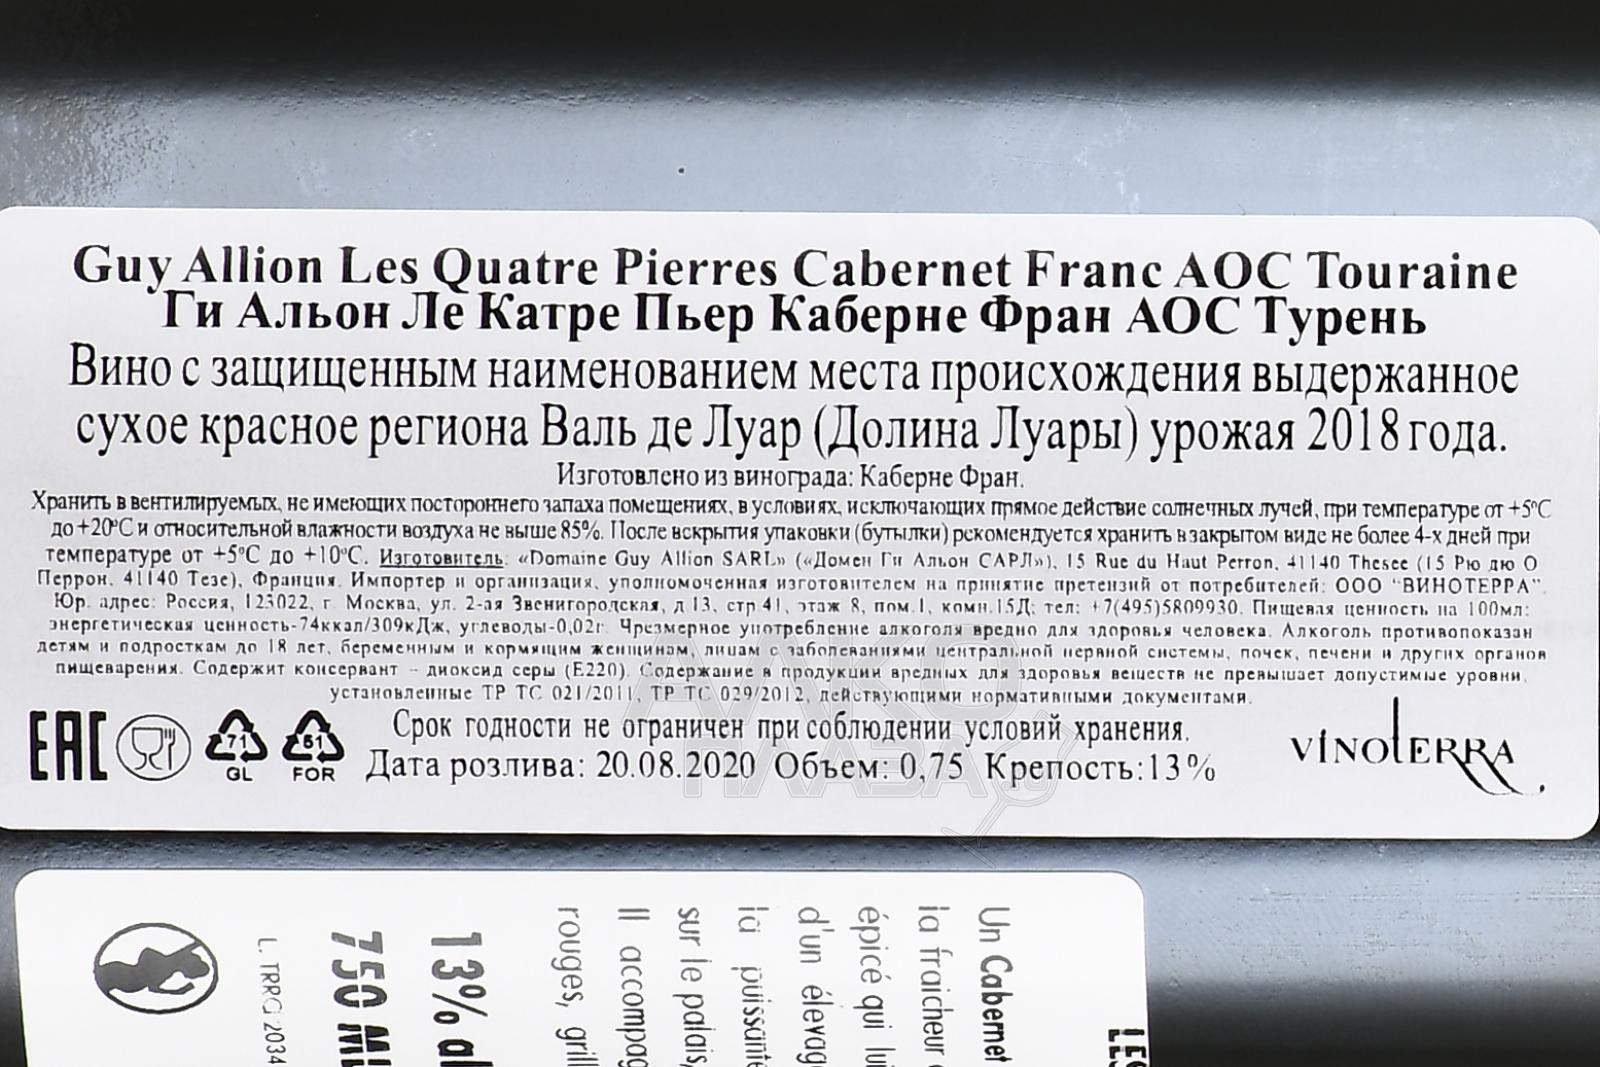 Guy Allion Les Quatre Pierres Cabernet Franc AOC Touraine
Ги Альон Ле Катре Пьер Каберне Фран АОС Турень
Вино с защищенным наименованием места происхождения выдержанное
сухое красное региона Валь де Луар (Долина Луары) урожая 2018 года.
Изготовлено из винограда: Каберне Фран.
Хранить в вентилируемых, не имеющих постороннего запаха помещениях, в условиях, исключающих прямое действие солнечных лучей, при температуре от +5°С
до +20°С и относительной влажности воздуха не выше 85%. После вскрытия упаковки (бутылки) рекомендуется хранить в закрытом виде не более 4-х дней при
температуре от +5°С до +10°С. Изготовитель: «Domaine Guy Allion SARL» («Домен Ги Альон САРЛ»), 15 Rue du Haut Perron, 41140 Thesee (15 Рю дю О
Перрон, 41140 Тезе), Франция. Импортер и организация, уполномоченная изготовителем на принятие претензий от потребителей: ООО "ВИНОТЕРРА".
Юр. адрес: Россия, 123022, г. Москва, ул. 2-ая Звенигородская, д.13, стр.41, этаж 8, пом.1, комн.15Д; тел: +7(495)5809930. Пищевая ценность на 100мл:
энергетическая ценность-74ккал/309кДж, углеводы-0,02г. Чрезмерное употребление алкоголя вредно для здоровья человека. Алкоголь противопоказан
детям и подросткам до 18 лет, беременным и кормящим женщинам, лицам с заболеваниями центральной нервной системы, почек, печени и других органов
пищеварения. Содержит консервант – диоксид серы (Е220). Содержание в продукции вредных для здоровья веществ не превышает допустимые уровни,
установленные ТР ТС 021/2011, ТР ТС 029/2012, действующими нормативными документами.
Срок годности не ограничен при соблюдении условий хранения.
Дата розлива: 20.08.2020 Объем: 0,75 Крепость:13%
EAC
71
GL
51
FOR
VINOTERRA
АЛКО
ПЛАЗА
LES
Un Cabernet
la fraicheur
épicé qui
d'un élevag
la puissante
sur le palais,
Il accompag
rouges, grill
13% al
750 ML
L. TRRG 2034